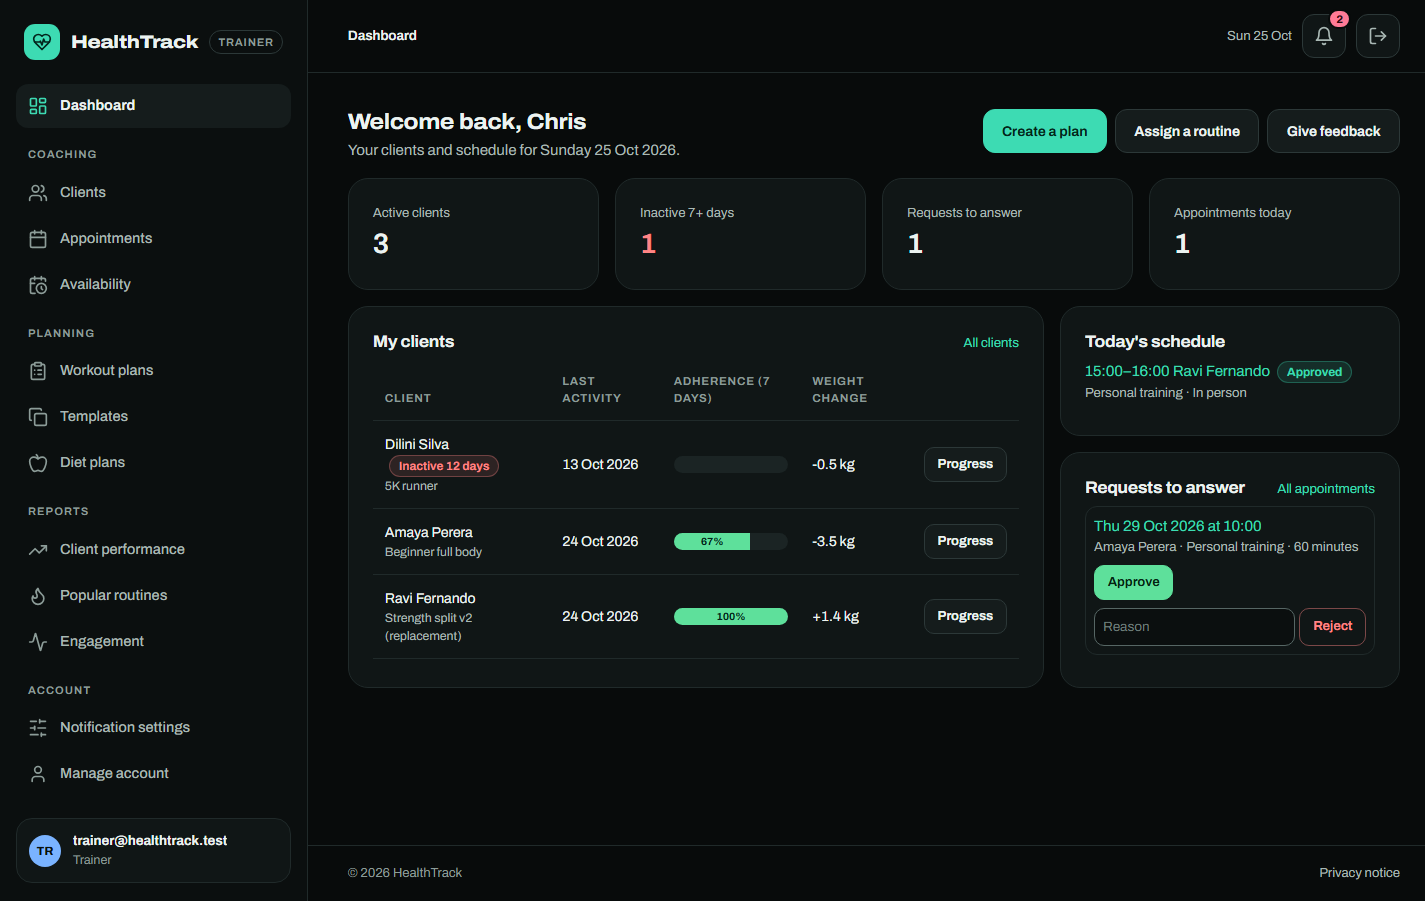 HealthTrack TRAINER
Dashboard
COACHING
Clients
Appointments
Availability
PLANNING
Workout plans
Templates
Diet plans
REPORTS
Client performance
Popular routines
Engagement
ACCOUNT
Notification settings
Manage account
TR
trainer@healthtrack.test
Trainer
Dashboard
Sun 25 Oct
2
Welcome back, Chris
Your clients and schedule for Sunday 25 Oct 2026.
Create a plan
Assign a routine
Give feedback
Active clients
3
Inactive 7+ days
1
Requests to answer
1
Appointments today
1
My clients
All clients
CLIENT
LAST
ACTIVITY
ADHERENCE (7
DAYS)
WEIGHT
CHANGE
Dilini Silva
Inactive 12 days
5K runner
13 Oct 2026
-0.5 kg
Progress
Amaya Perera
Beginner full body
24 Oct 2026
67%
-3.5 kg
Progress
Ravi Fernando
Strength split v2
(replacement)
24 Oct 2026
100%
+1.4 kg
Progress
Today's schedule
15:00–16:00 Ravi Fernando Approved
Personal training · In person
Requests to answer
All appointments
Thu 29 Oct 2026 at 10:00
Amaya Perera · Personal training · 60 minutes
Approve
Reason
Reject
© 2026 HealthTrack
Privacy notice